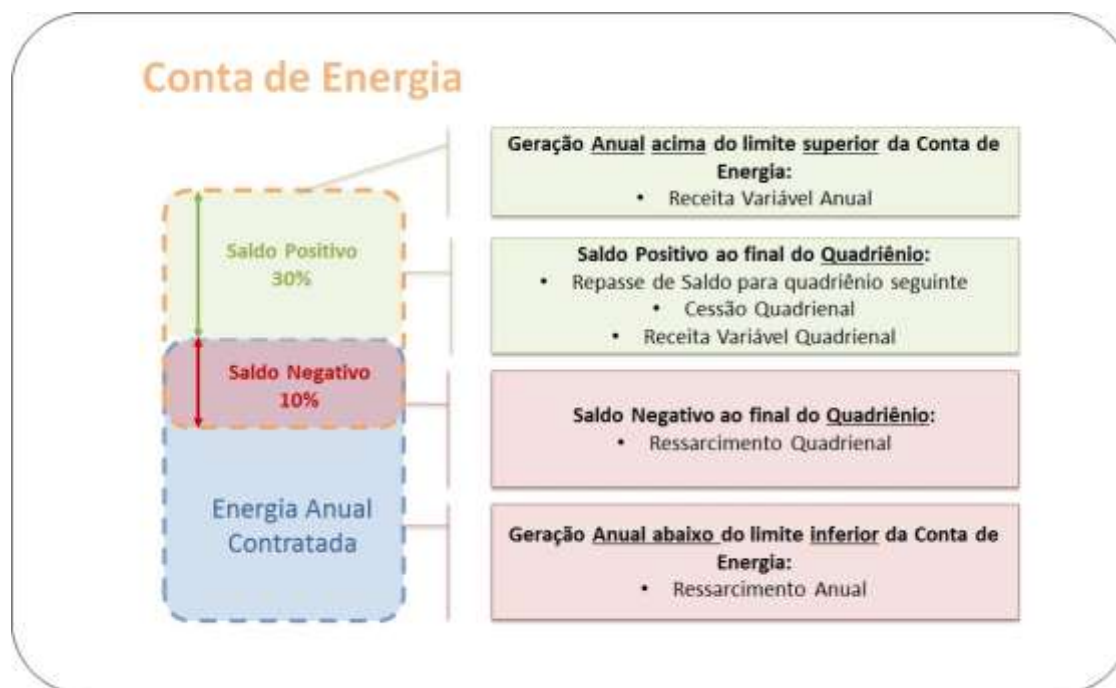 Conta de Energia
Geração Anual acima do limite superior da Conta de
Energia:
• Receita Variável Anual
Saldo Positivo
30%
Saldo Positivo ao final do Quadriênio:
• Repasse de Saldo para quadriênio seguinte
• Cessão Quadrienal
• Receita Variável Quadrienal
Saldo Negativo
10%
Saldo Negativo ao final do Quadriênio:
• Ressarcimento Quadrienal
Energia Anual
Contratada
Geração Anual abaixo do limite inferior da Conta de
Energia:
• Ressarcimento Anual